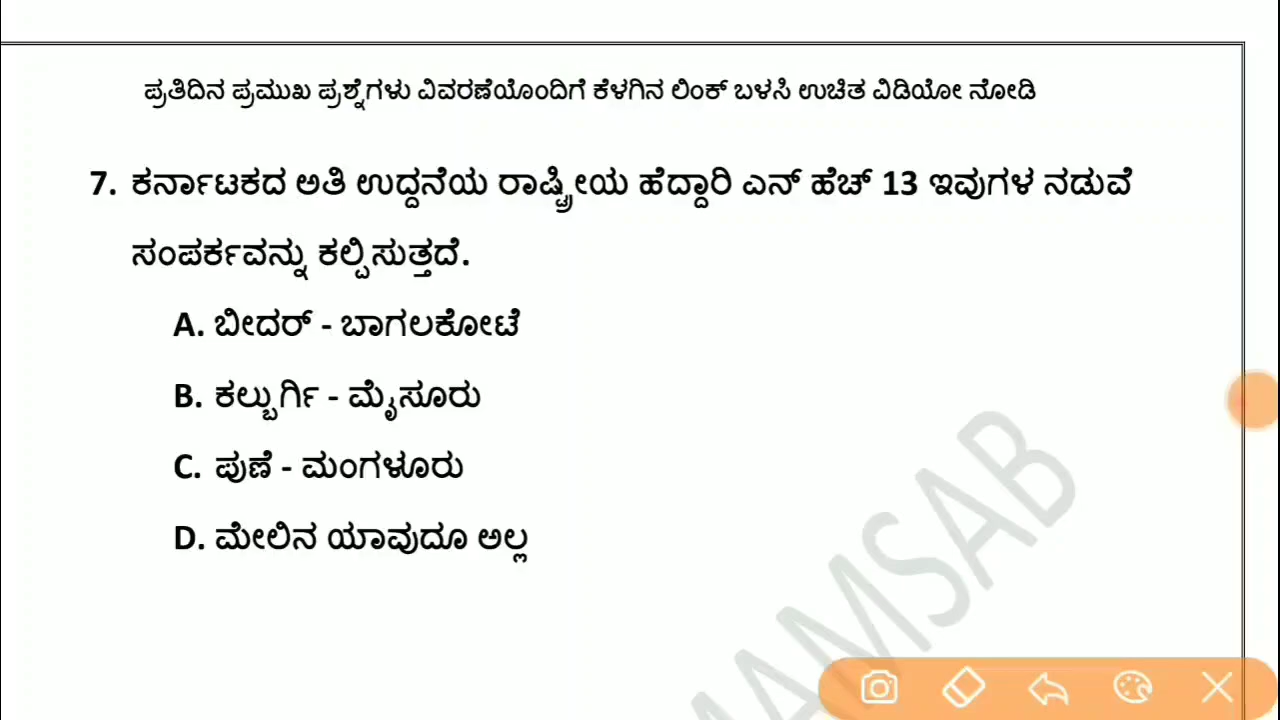 ಪ್ರತಿದಿನ ಪ್ರಮುಖ ಪ್ರಶ್ನೆಗಳು ವಿವರಣೆಯೊಂದಿಗೆ ಕೆಳಗಿನ ಲಿಂಕ್ ಬಳಸಿ ಉಚಿತ ವಿಡಿಯೋ ನೋಡಿ
7. ಕರ್ನಾಟಕದ ಅತಿ ಉದ್ದನೆಯ ರಾಷ್ಟ್ರೀಯ ಹೆದ್ದಾರಿ ಎನ್ ಹೆಚ್ 13 ಇವುಗಳ ನಡುವೆ
ಸಂಪರ್ಕವನ್ನು ಕಲ್ಪಿಸುತ್ತದೆ.
A. ಬೀದರ್ - ಬಾಗಲಕೋಟೆ
B. ಕಲ್ಬುರ್ಗಿ - ಮೈಸೂರು
C. ಪುಣೆ - ಮಂಗಳೂರು
D. ಮೇಲಿನ ಯಾವುದೂ ಅಲ್ಲ